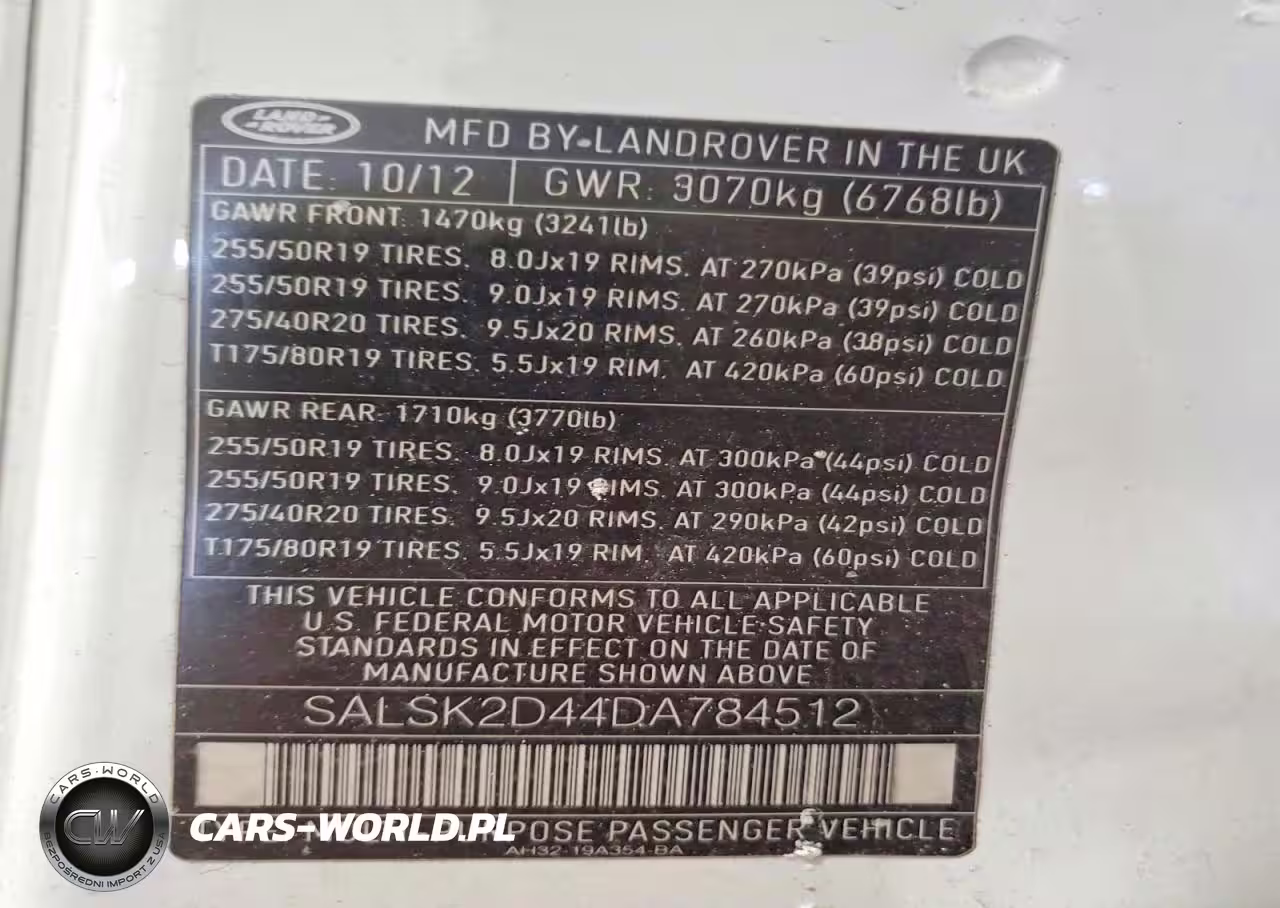 LAND ROVER
MFD BY LANDROVER IN THE UK
DATE: 10/12 GWR: 3070kg (6768lb)
GAWR FRONT: 1470kg (3241lb)
255/50R19 TIRES. 8.0Jx19 RIMS. AT 270kPa (39psi) COLD
255/50R19 TIRES. 9.0Jx19 RIMS. AT 270kPa (39psi) COLD
275/40R20 TIRES. 9.5Jx20 RIMS. AT 260kPa (38psi) COLD
T175/80R19 TIRES. 5.5Jx19 RIM. AT 420kPa (60psi) COLD
GAWR REAR: 1710kg (3770lb)
255/50R19 TIRES. 8.0Jx19 RIMS. AT 300kPa (44psi) COLD
255/50R19 TIRES. 9.0Jx19 RIMS. AT 300kPa (44psi) COLD
275/40R20 TIRES. 9.5Jx20 RIMS. AT 290kPa (42psi) COLD
T175/80R19 TIRES. 5.5Jx19 RIM. AT 420kPa (60psi) COLD
THIS VEHICLE CONFORMS TO ALL APPLICABLE
U.S. FEDERAL MOTOR VEHICLE SAFETY
STANDARDS IN EFFECT ON THE DATE OF
MANUFACTURE SHOWN ABOVE
SALSK2D44DA784512
PASSENGER VEHICLE
AH32-19A354-BA
CARS-WORLD
CW
BEZPOŚREDNI IMPORT Z USA
CARS-WORLD.PL